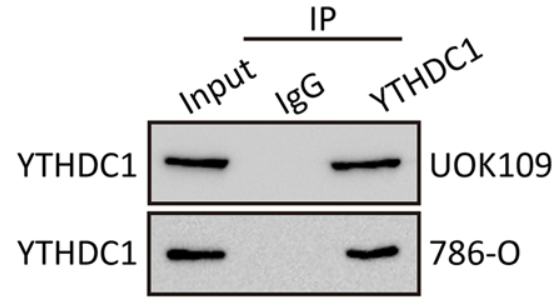 IP
Input IgG YTHDC1
YTHDC1 UOK109
YTHDC1 786-O